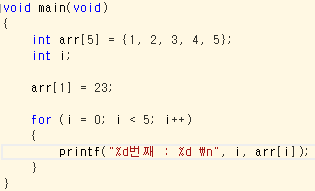 void main(void)
{
    int arr[5] = {1, 2, 3, 4, 5};
    int i;

    arr[1] = 23;

    for (i = 0; i < 5; i++)
    {
        printf("%d번째 : %d ₩n", i, arr[i]);
    }
}